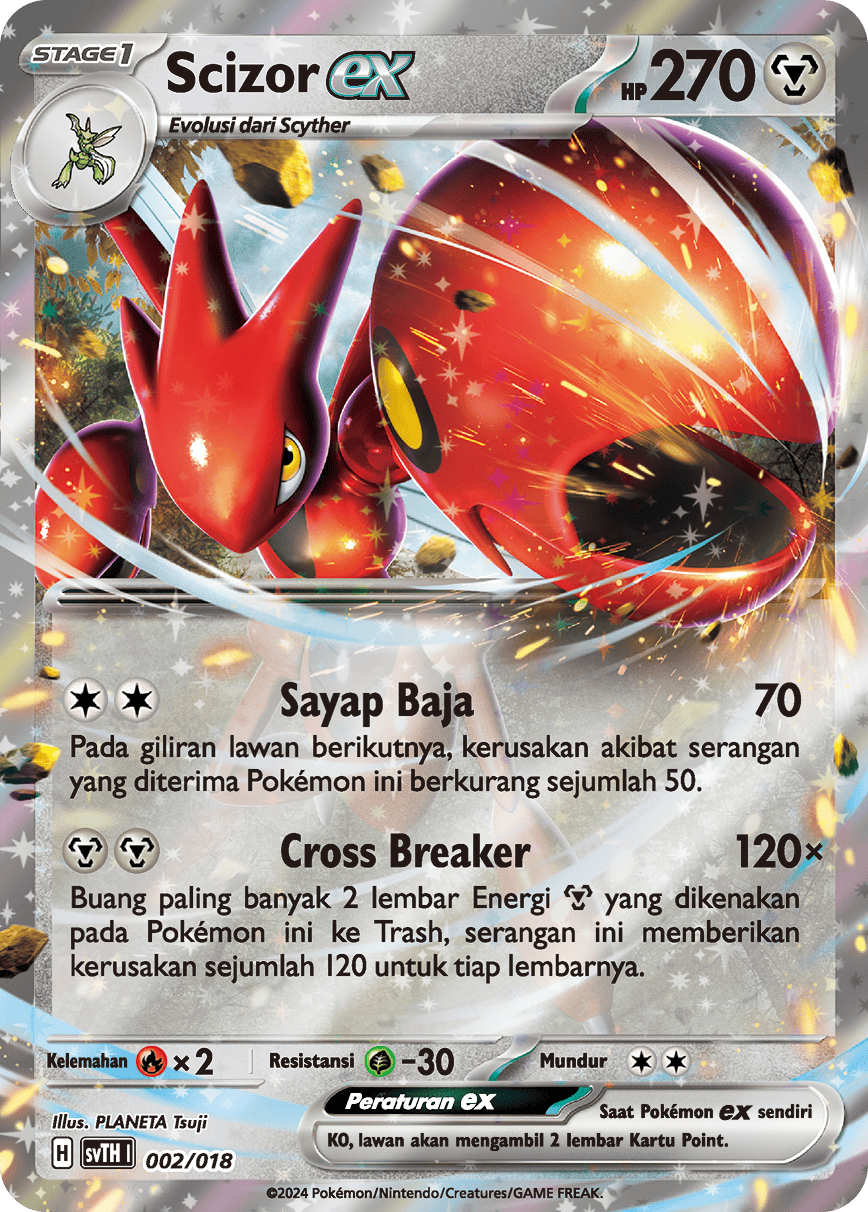 STAGE1
Scizor ex
HP 270
Evolusi dari Scyther
Sayap Baja 70
Pada giliran lawan berikutnya, kerusakan akibat serangan
yang diterima Pokémon ini berkurang sejumlah 50.
Cross Breaker 120×
Buang paling banyak 2 lembar Energi yang dikenakan
pada Pokémon ini ke Trash, serangan ini memberikan
kerusakan sejumlah 120 untuk tiap lembarnya.
Kelemahan ×2 Resistansi -30 Mundur
Illus. PLANETA Tsuji
H svTH I 002/018
Peraturan ex
Saat Pokémon ex sendiri
KO, lawan akan mengambil 2 lembar Kartu Point.
©2024 Pokémon/Nintendo/Creatures/GAME FREAK.